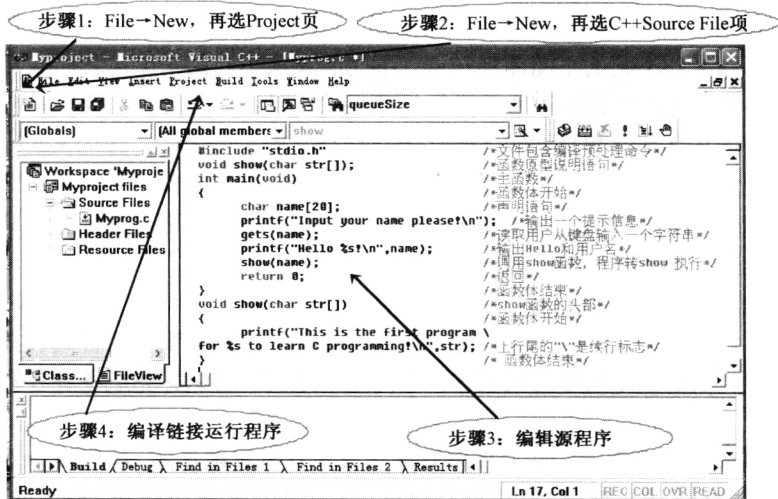 步骤1：File→New，再选Project页
步骤2：File→New，再选C++Source File项
Myproject - Microsoft Visual C++ - [Myprog.c *]
File Edit View Insert Project Build Tools Window Help
queueSize
(Globals) [All global members show
Workspace 'Myproje
Myproject files
Source Files
Myprog.c
Header Files
Resource Files
Class... FileView
#include "stdio.h" /*文件包含编译预处理命令*/
void show(char str[]); /*函数原型说明语句*/
int main(void) /*主函数*/
{ /*函数体开始*/
char name[20]; /*声明语句*/
printf("Input your name please!\n"); /*输出一个提示信息*/
gets(name); /*读取用户从键盘输入一个字符串*/
printf("Hello %s!\n",name); /*输出Hello和用户名*/
show(name); /*调用show函数，程序转show 执行*/
return 0; /*返回*/
} /*函数体结束*/
void show(char str[]) /*show函数的头部*/
{ /*函数体开始*/
printf("This is the first program \
for %s to learn C programming!\n",str); /*上行尾的"\"是续行标志*/
} /* 函数体结束*/
步骤4：编译链接运行程序
步骤3：编辑源程序
Build Debug Find in Files 1 Find in Files 2 Results
Ready Ln 17, Col 1 REC COL OVR READ